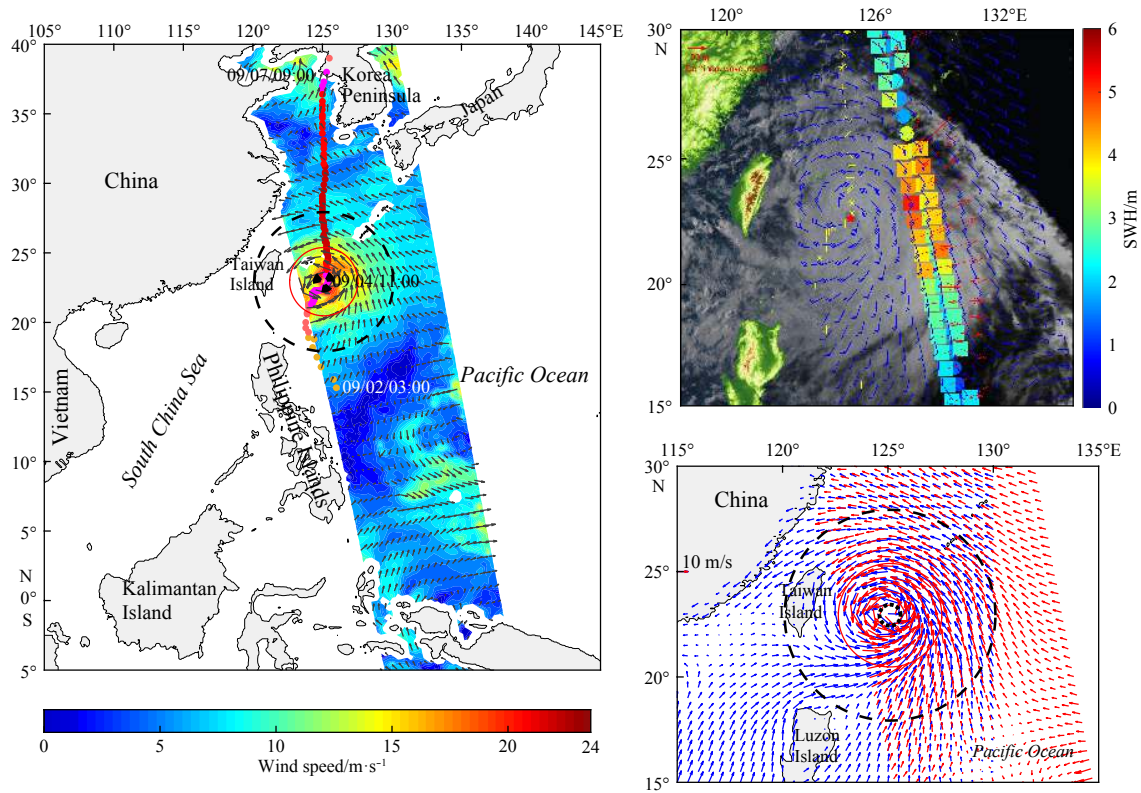 105°E
110°E
115°E
120°E
125°E
130°E
135°E
140°E
145°E
40°
35°
30°
25°
20°
15°
10°
5°
N
0°
S
5°
09/07/09:00
Korea
Peninsula
Japan
China
Taiwan
Island
09/04/11:00
09/02/03:00
Pacific Ocean
Philippine Islands
South China Sea
Vietnam
Kalimantan
Island
0
5
10
15
20
24
Wind speed/m·s⁻¹
120°
126°
132°E
30°
N
25°
20°
15°
6
5
4
3
2
1
0
SWH/m
115°E
120°E
125°E
130°E
135°E
30°
N
25°
20°
15°
China
10 m/s
Taiwan
Island
Luzon
Island
Pacific Ocean